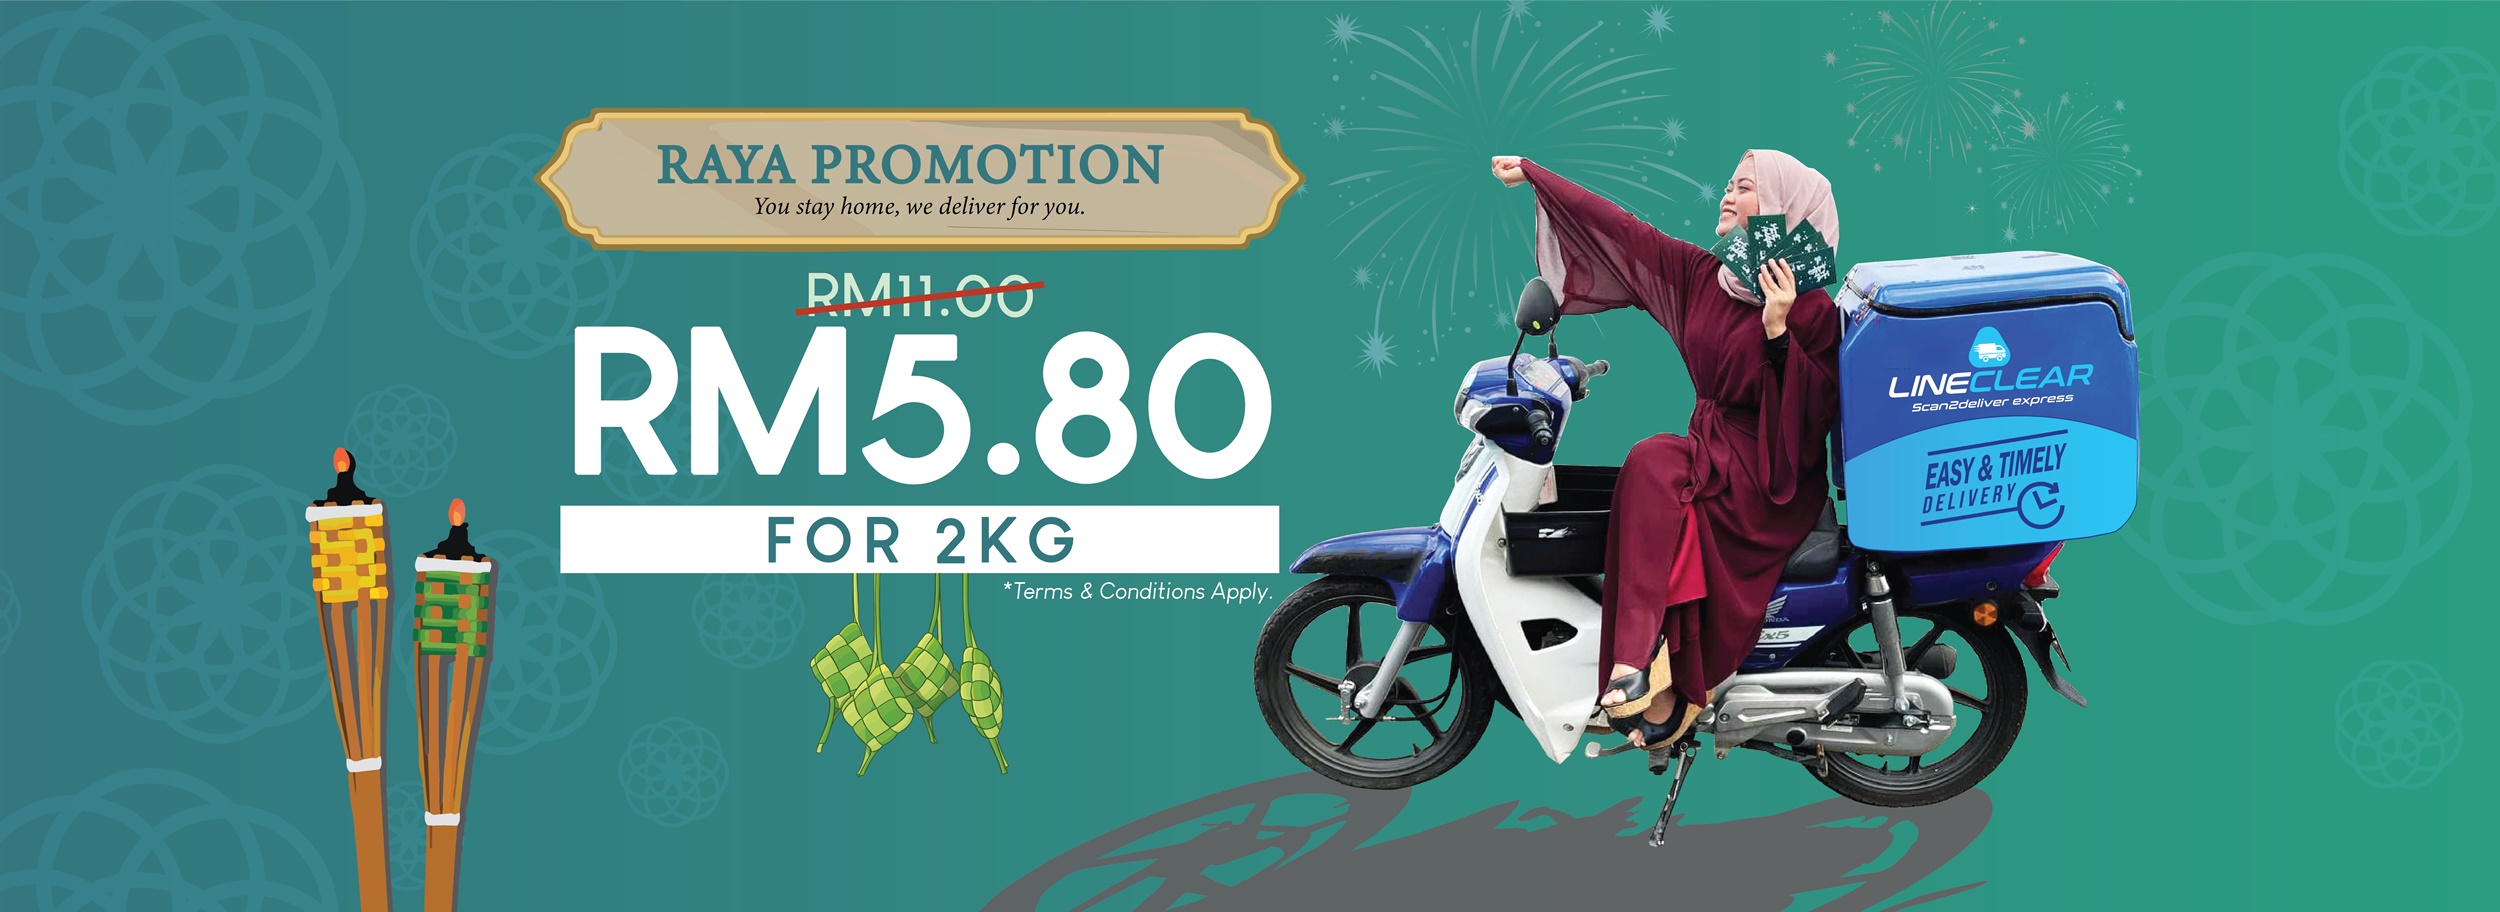 RAYA PROMOTION
You stay home, we deliver for you.
RM11.00
RM5.80
FOR 2KG
*Terms & Conditions Apply.
LINECLEAR
Scan2deliver express
EASY & TIMELY
DELIVERY